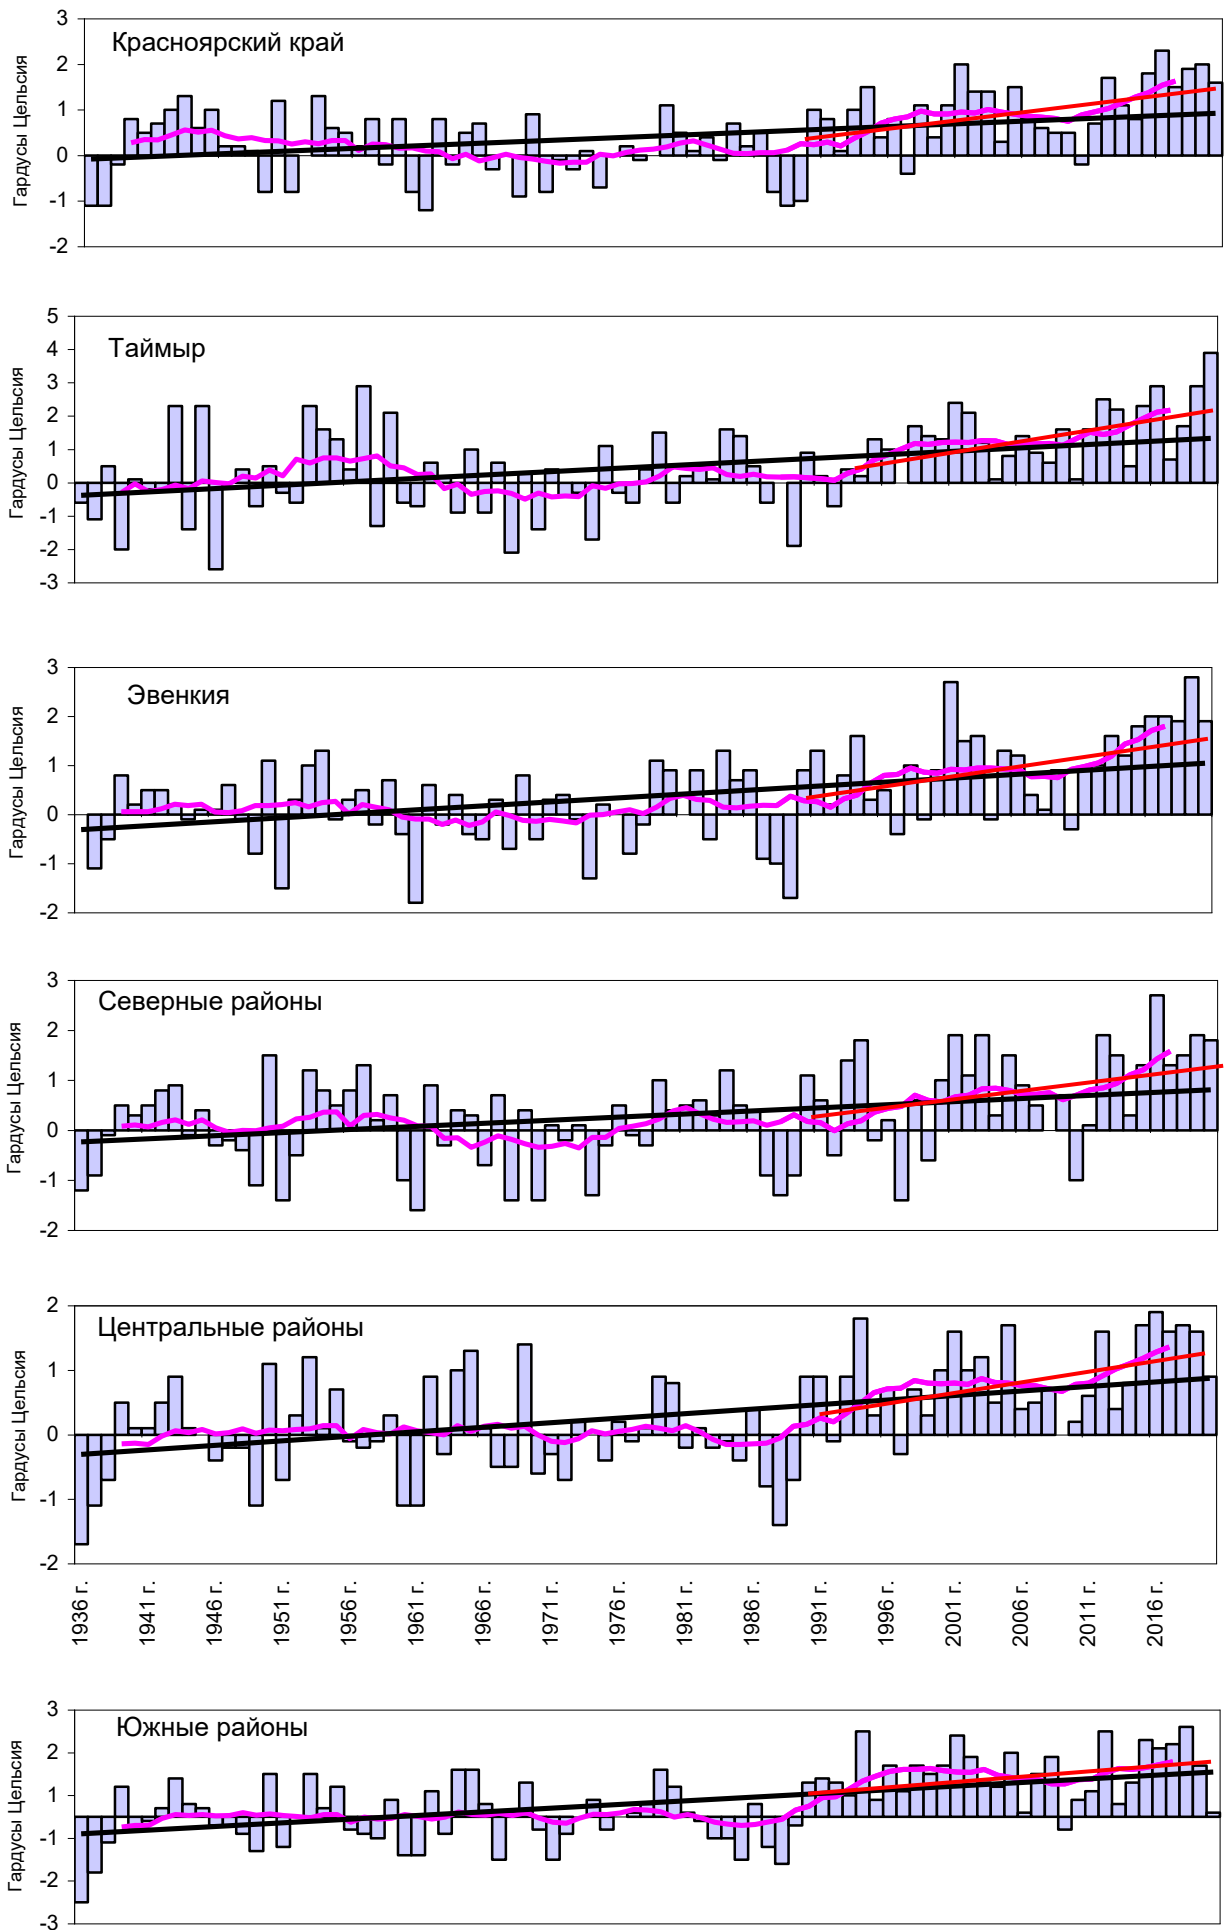 Красноярский край
Гардусы Цельсия
3
2
1
0
-1
-2
Таймыр
Гардусы Цельсия
5
4
3
2
1
0
-1
-2
-3
Эвенкия
Гардусы Цельсия
3
2
1
0
-1
-2
Северные районы
Гардусы Цельсия
3
2
1
0
-1
-2
Центральные районы
Гардусы Цельсия
2
1
0
-1
-2
1936 г.
1941 г.
1946 г.
1951 г.
1956 г.
1961 г.
1966 г.
1971 г.
1976 г.
1981 г.
1986 г.
1991 г.
1996 г.
2001 г.
2006 г.
2011 г.
2016 г.
Южные районы
Гардусы Цельсия
3
2
1
-1
-2
-3